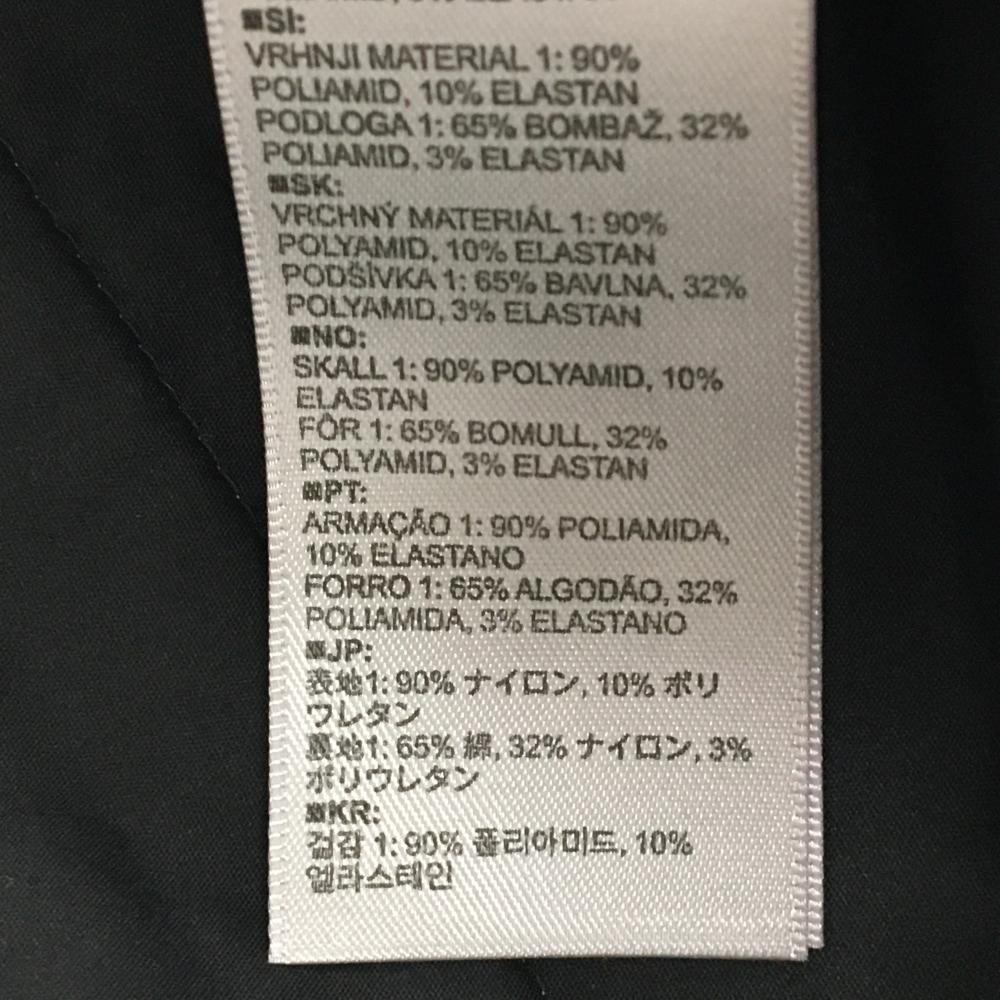 ■SI:
VRHNJI MATERIAL 1: 90%
POLIAMID, 10% ELASTAN
PODLOGA 1: 65% BOMBAŽ, 32%
POLIAMID, 3% ELASTAN
■SK:
VRCHNÝ MATERIÁL 1: 90%
POLYAMID, 10% ELASTAN
PODŠÍVKA 1: 65% BAVLNA, 32%
POLYAMID, 3% ELASTAN
■NO:
SKALL 1: 90% POLYAMID, 10%
ELASTAN
FÔR 1: 65% BOMULL, 32%
POLYAMID, 3% ELASTAN
■PT:
ARMAÇÃO 1: 90% POLIAMIDA,
10% ELASTANO
FORRO 1: 65% ALGODÃO, 32%
POLIAMIDA, 3% ELASTANO
■JP:
表地1: 90% ナイロン, 10% ポリ
ウレタン
裏地1: 65% 綿, 32% ナイロン, 3%
ポリウレタン
■KR:
겉감 1: 90% 폴리아미드, 10%
엘라스테인